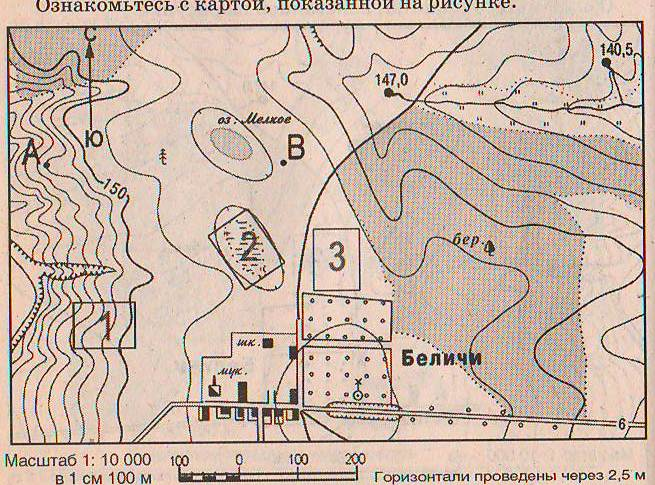 Ознакомьтесь с картой, показанной на рисунке.
С
140,5
147,0
оз. Мелкое
Ю
А
В
150
2
3
бер.
1
шк.
Беличи
мук.
6
Масштаб 1: 10 000
в 1 см 100 м
100 0 100 200
Горизонтали проведены через 2,5 м